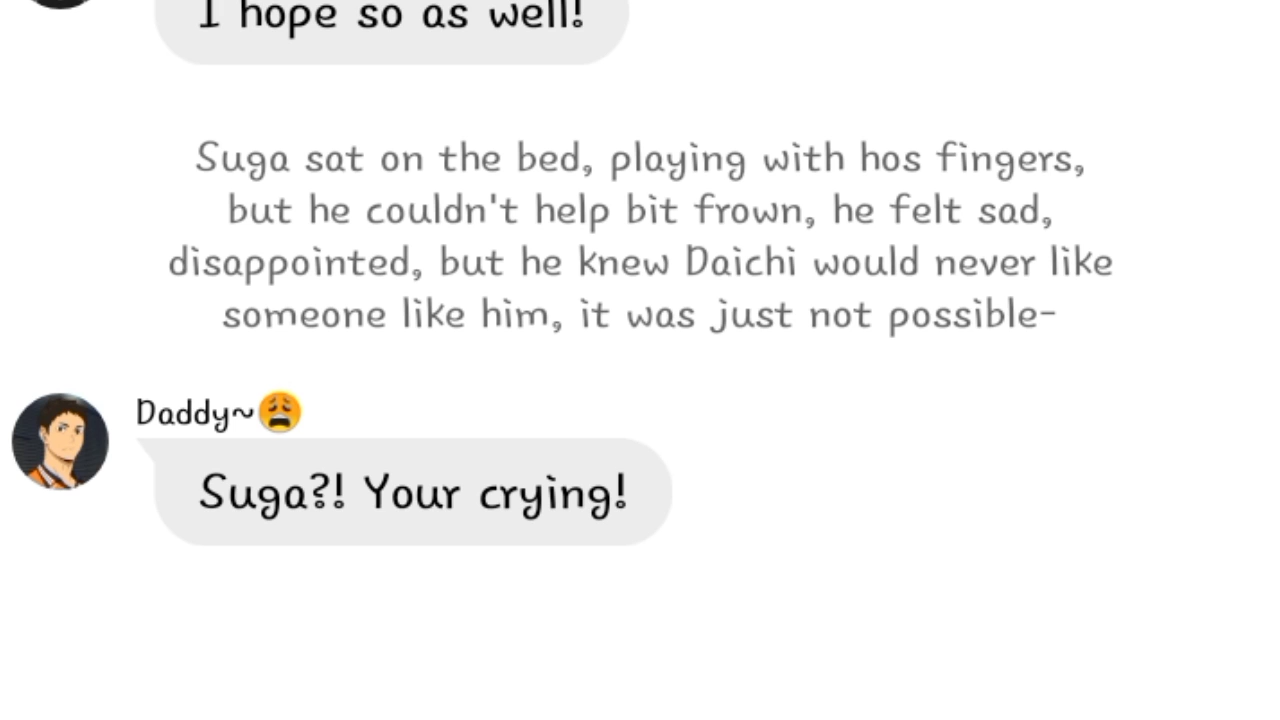 I hope so as well!
Suga sat on the bed, playing with hos fingers,
but he couldn't help bit frown, he felt sad,
disappointed, but he knew Daichi would never like
someone like him, it was just not possible-
Daddy~😩
Suga?! Your crying!